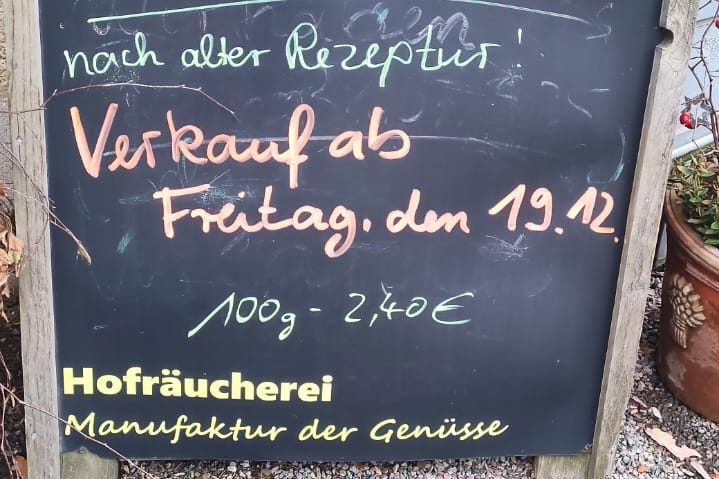 nach alter Rezeptur!
Verkauf ab
Freitag. den 19.12.
100g - 2,40€
Hofräucherei
Manufaktur der Genüsse